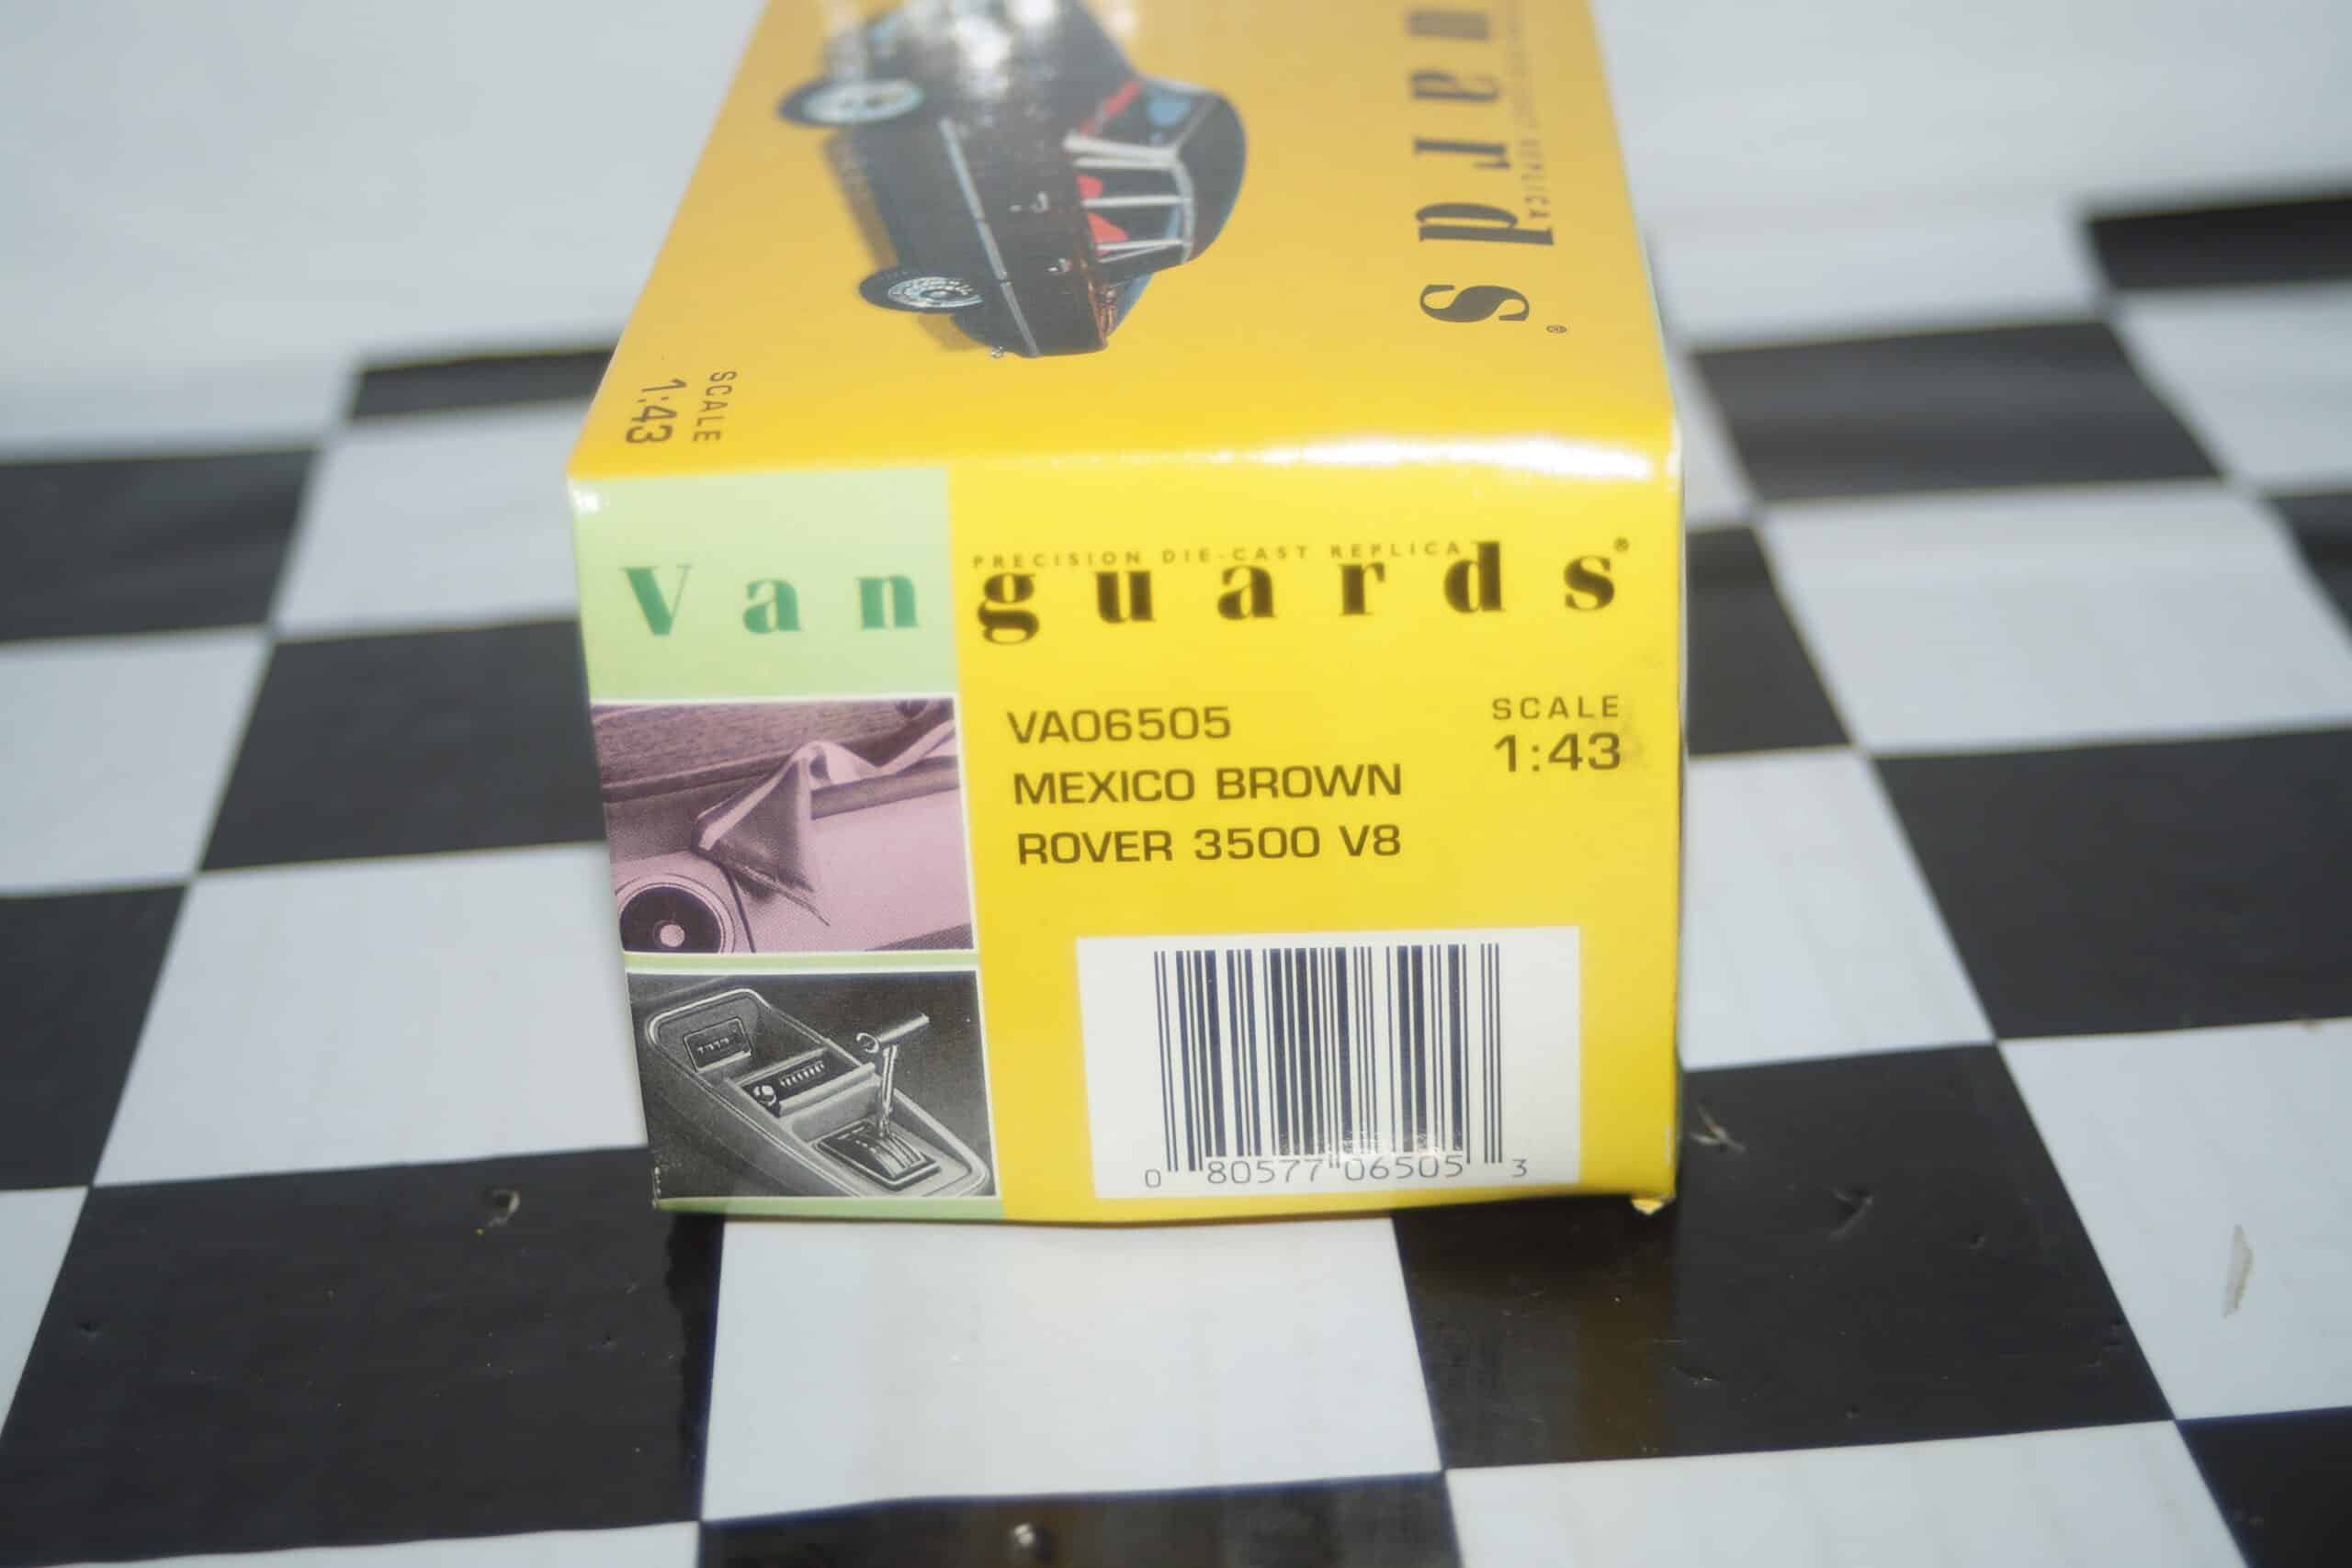 uards®
SCALE
1:43
PRECISION DIE-CAST REPLICA
Vanguards®
VA06505
MEXICO BROWN
ROVER 3500 V8
SCALE
1:43
0 80577 06505 3